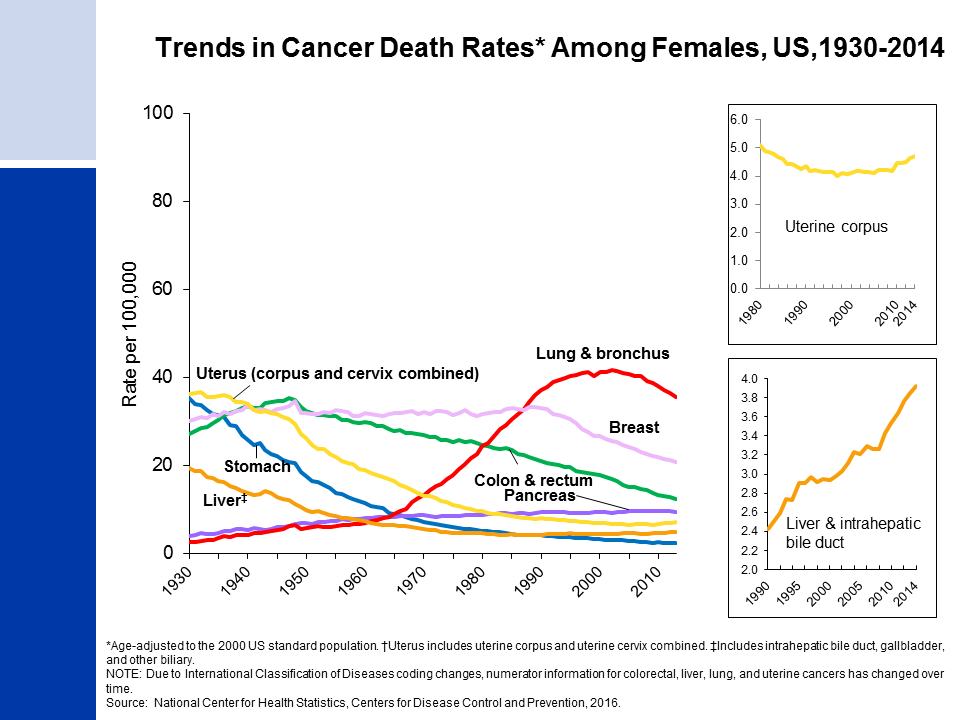 Trends in Cancer Death Rates* Among Females, US,1930-2014
100
80
60
40
20
0
Rate per 100,000
1930
1940
1950
1960
1970
1980
1990
2000
2010
Uterus (corpus and cervix combined)
Lung & bronchus
Breast
Stomach
Colon & rectum
Pancreas
Liver‡
6.0
5.0
4.0
3.0
2.0
1.0
0.0
Uterine corpus
1980
1990
2000
2010
2014
4.0
3.8
3.6
3.4
3.2
3.0
2.8
2.6
2.4
2.2
2.0
Liver & intrahepatic
bile duct
1990
1995
2000
2005
2010
2014
*Age-adjusted to the 2000 US standard population. †Uterus includes uterine corpus and uterine cervix combined. ‡Includes intrahepatic bile duct, gallbladder,
and other biliary.
NOTE: Due to International Classification of Diseases coding changes, numerator information for colorectal, liver, lung, and uterine cancers has changed over
time.
Source: National Center for Health Statistics, Centers for Disease Control and Prevention, 2016.